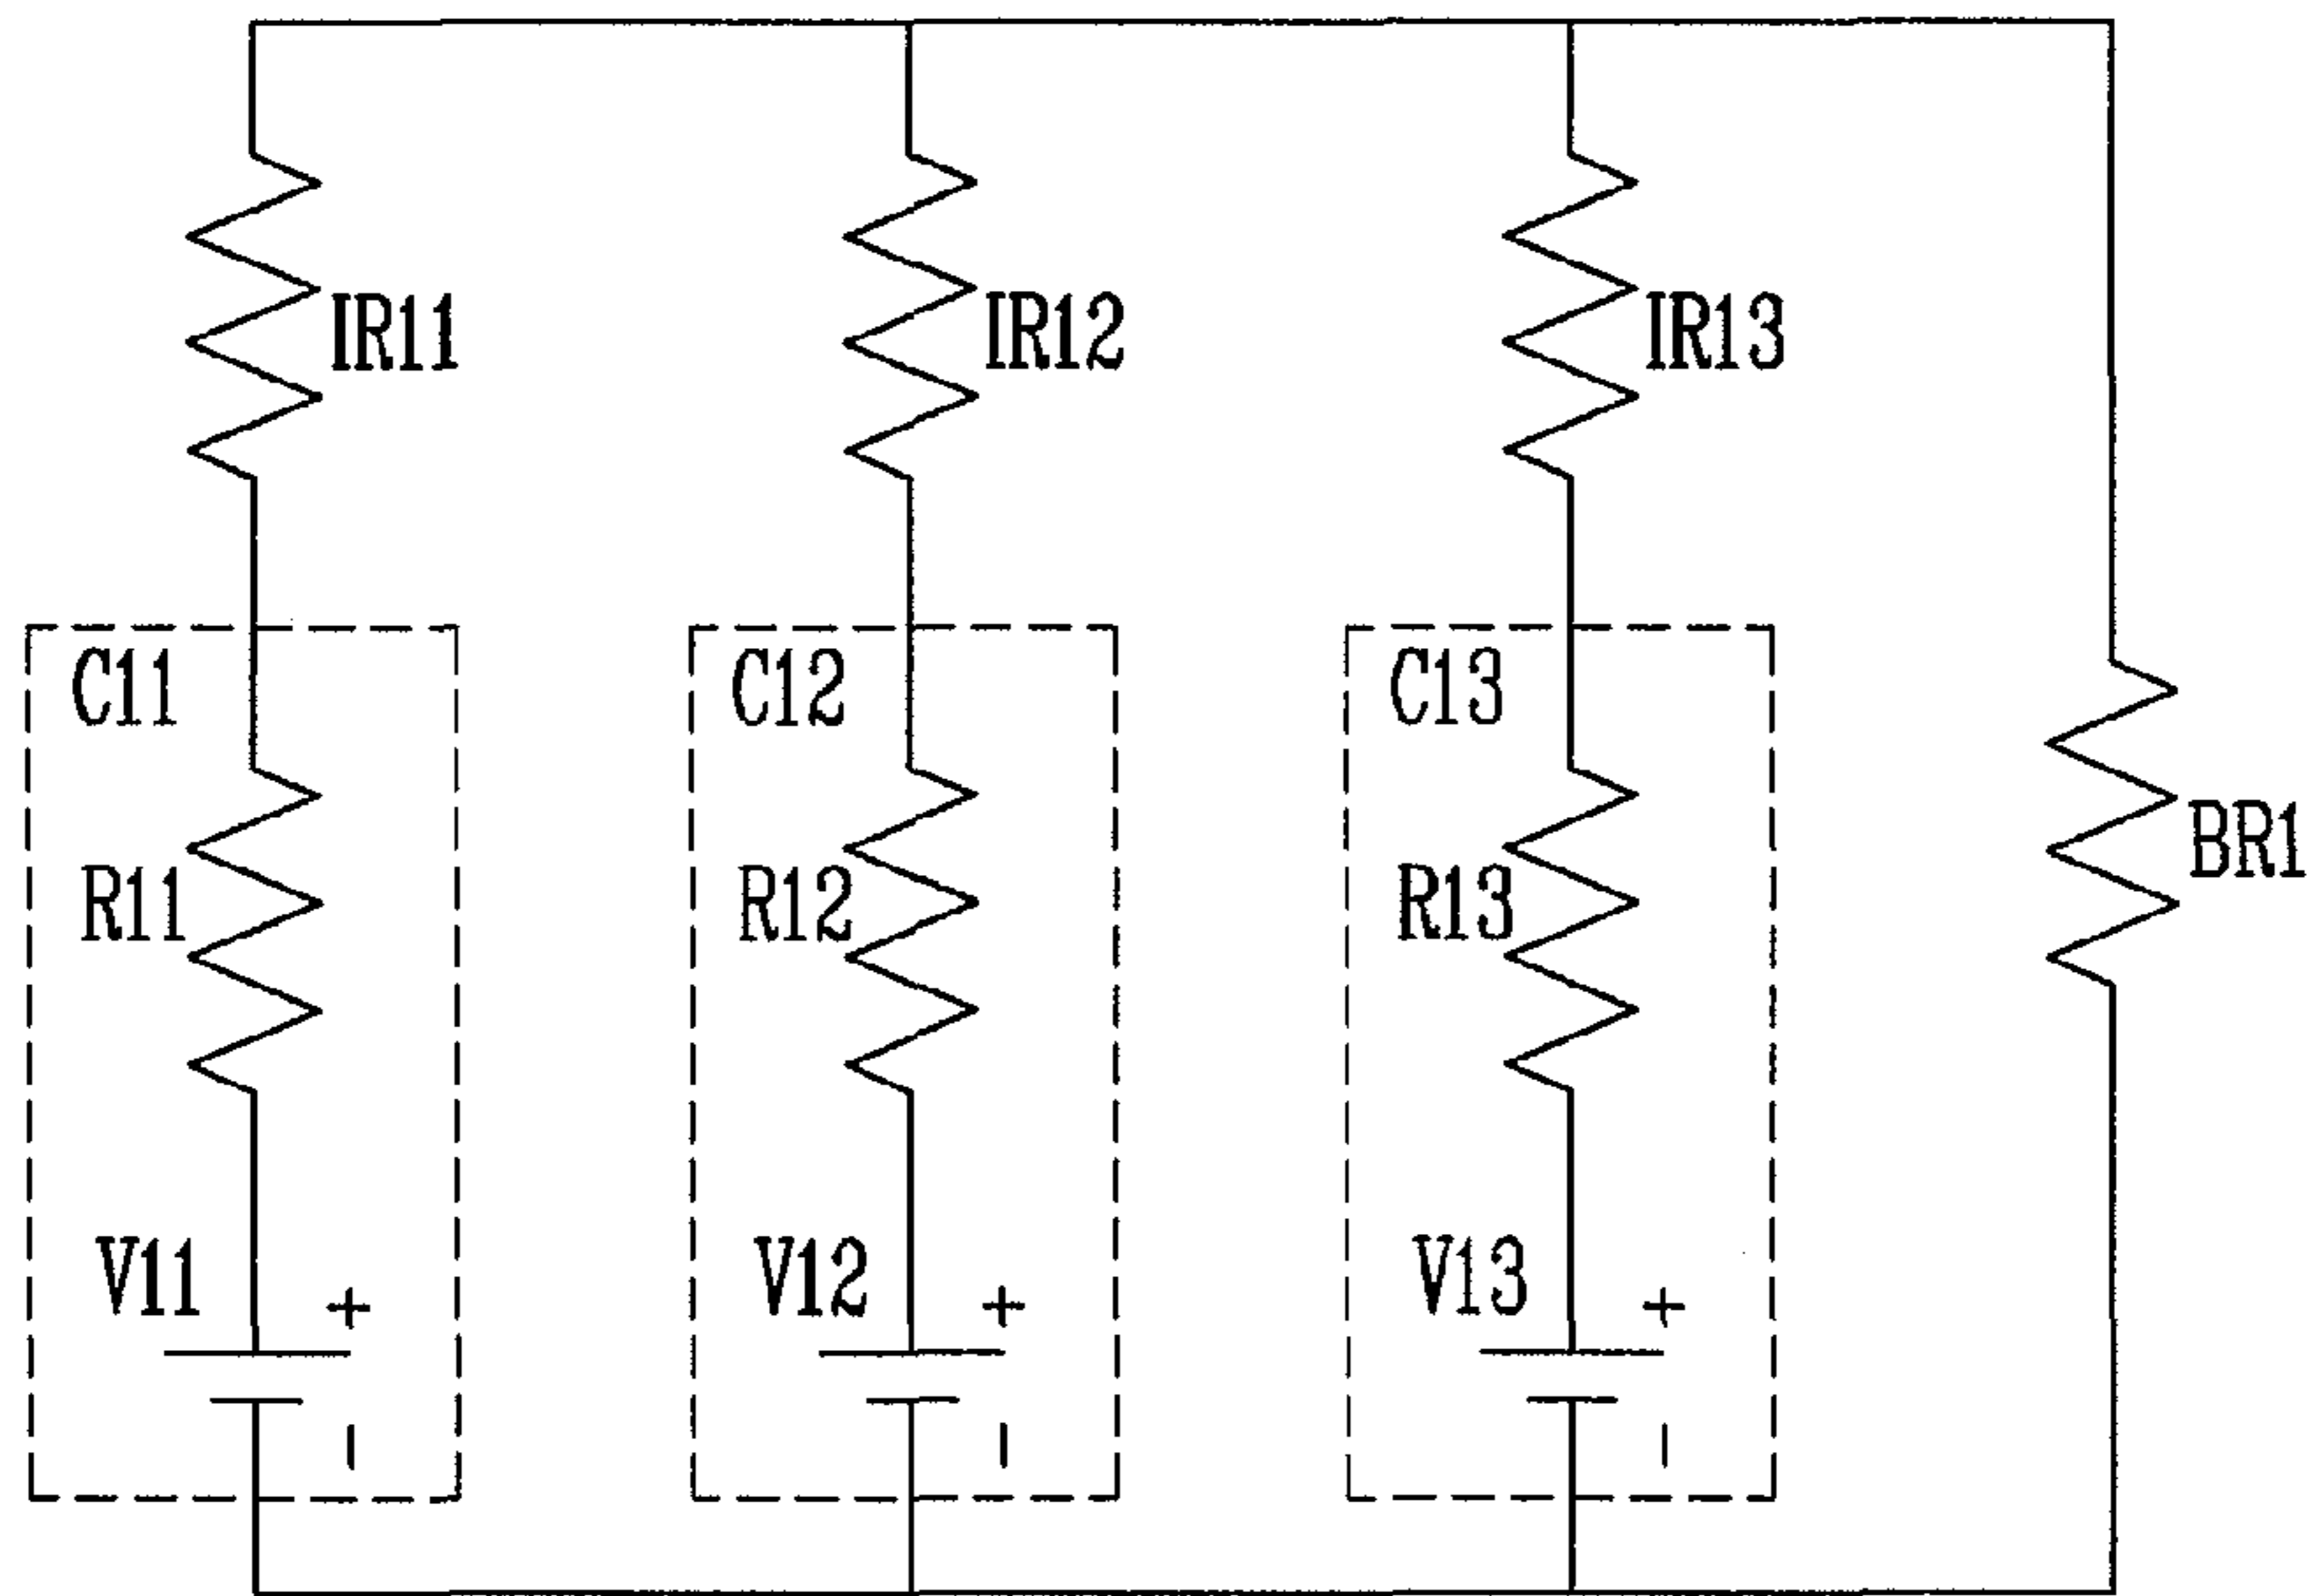 IR11 IR12 IR13
C11 C12 C13
R11 R12 R13 BR1
V11 V12 V13
+ + +
- - -